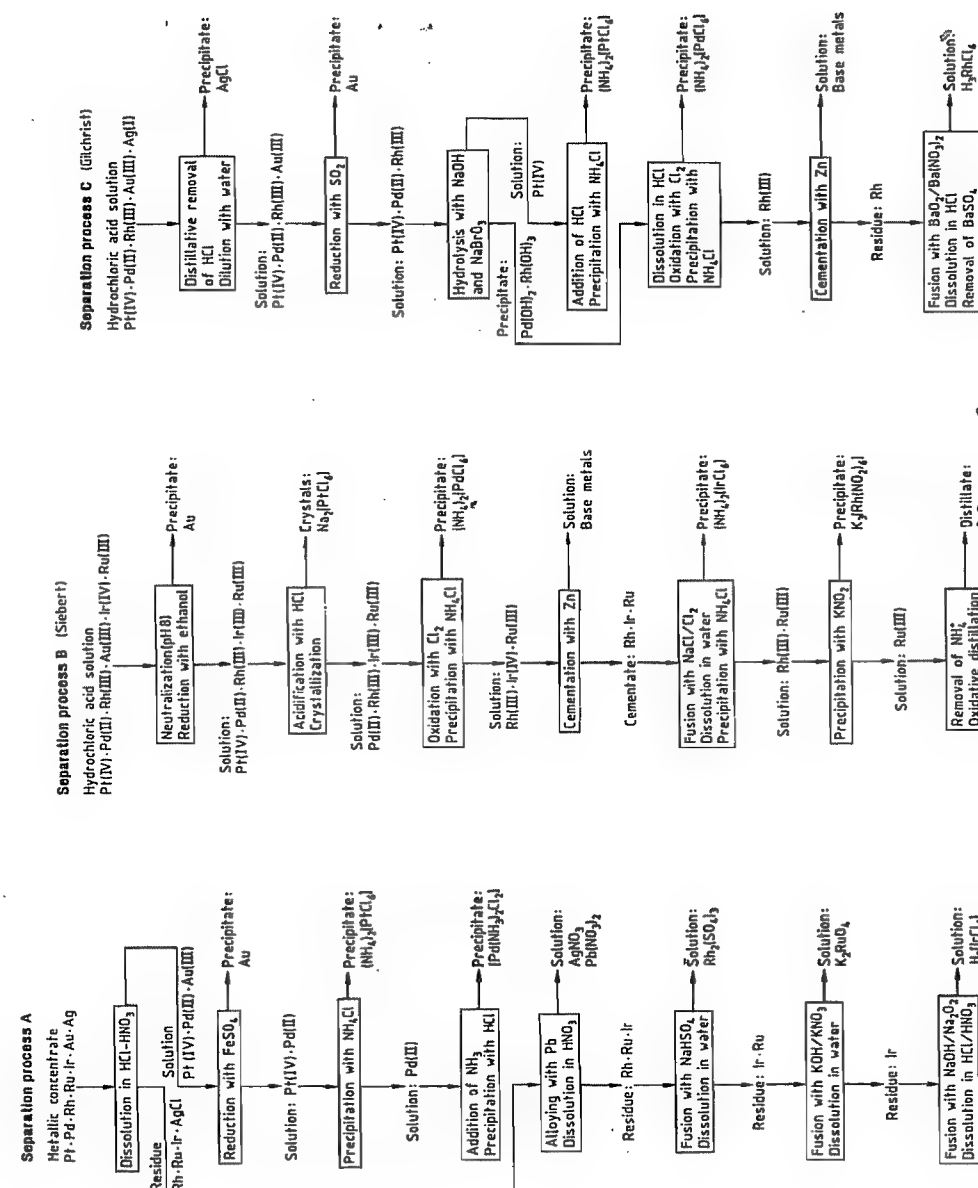 Separation process A
Metallic concentrate
Pt·Pd·Rh·Ru·Ir·Au·Ag
Dissolution in HCl-HNO₃
Residue
Rh·Ru·Ir·AgCl
Solution
Pt(IV)·Pd(II)·Au(III)
Reduction with FeSO₄
Precipitate:
Au
Solution: Pt(IV)·Pd(II)
Precipitation with NH₄Cl
Precipitate:
(NH₄)₂[PtCl₆]
Solution: Pd(II)
Addition of NH₃
Precipitation with HCl
Precipitate:
[Pd(NH₃)₂Cl₂]
Alloying with Pb
Dissolution in HNO₃
Solution:
AgNO₃
Pb(NO₃)₂
Residue: Rh·Ru·Ir
Fusion with NaHSO₄
Dissolution in water
Solution:
Rh₂(SO₄)₃
Residue: Ir·Ru
Fusion with KOH/KNO₃
Dissolution in water
Solution:
K₂RuO₄
Residue: Ir
Fusion with NaOH/Na₂O₂
Dissolution in HCl/HNO₃
Solution:
Separation process B (Siebert)
Hydrochloric acid solution
Pt(IV)·Pd(II)·Rh(III)·Au(III)·Ir(IV)·Ru(III)
Neutralization(pH8)
Reduction with ethanol
Precipitate:
Au
Solution:
Pt(IV)·Pd(II)·Rh(III)·Ir(III)·Ru(III)
Acidification with HCl
Crystallization
Crystals:
Na₂[PtCl₆]
Solution:
Pd(II)·Rh(III)·Ir(III)·Ru(III)
Oxidation with Cl₂
Precipitation with NH₄Cl
Precipitate:
(NH₄)₂[PdCl₆]
Solution:
Rh(III)·Ir(IV)·Ru(III)
Cementation with Zn
Solution:
Base metals
Cementate: Rh·Ir·Ru
Fusion with NaCl/Cl₂
Dissolution in water
Precipitation with NH₄Cl
Precipitate:
(NH₄)₂[IrCl₆]
Solution: Rh(III)·Ru(III)
Precipitation with KNO₂
Precipitate:
K₃[Rh(NO₂)₆]
Solution: Ru(III)
Removal of NH₄⁺
Oxidative distillation
Distillate:
Separation process C (Gilchrist)
Hydrochloric acid solution
Pt(IV)·Pd(II)·Rh(III)·Au(III)·Ag(I)
Distillative removal
of HCl
Dilution with water
Precipitate:
AgCl
Solution:
Pt(IV)·Pd(II)·Rh(III)·Au(III)
Reduction with SO₂
Precipitate:
Au
Solution: Pt(IV)·Pd(II)·Rh(III)
Hydrolysis with NaOH
and NaBrO₃
Precipitate:
Pd(OH)₂·Rh(OH)₃
Solution:
Pt(IV)
Addition of HCl
Precipitation with NH₄Cl
Precipitate:
(NH₄)₂[PtCl₆]
Dissolution in HCl
Oxidation with Cl₂
Precipitation with
NH₄Cl
Precipitate:
(NH₄)₂[PdCl₆]
Solution: Rh(III)
Cementation with Zn
Solution:
Base metals
Residue: Rh
Fusion with BaO₂/Ba(NO₃)₂
Dissolution in HCl
Removal of BaSO₄
Solution:
H₃RhCl₆